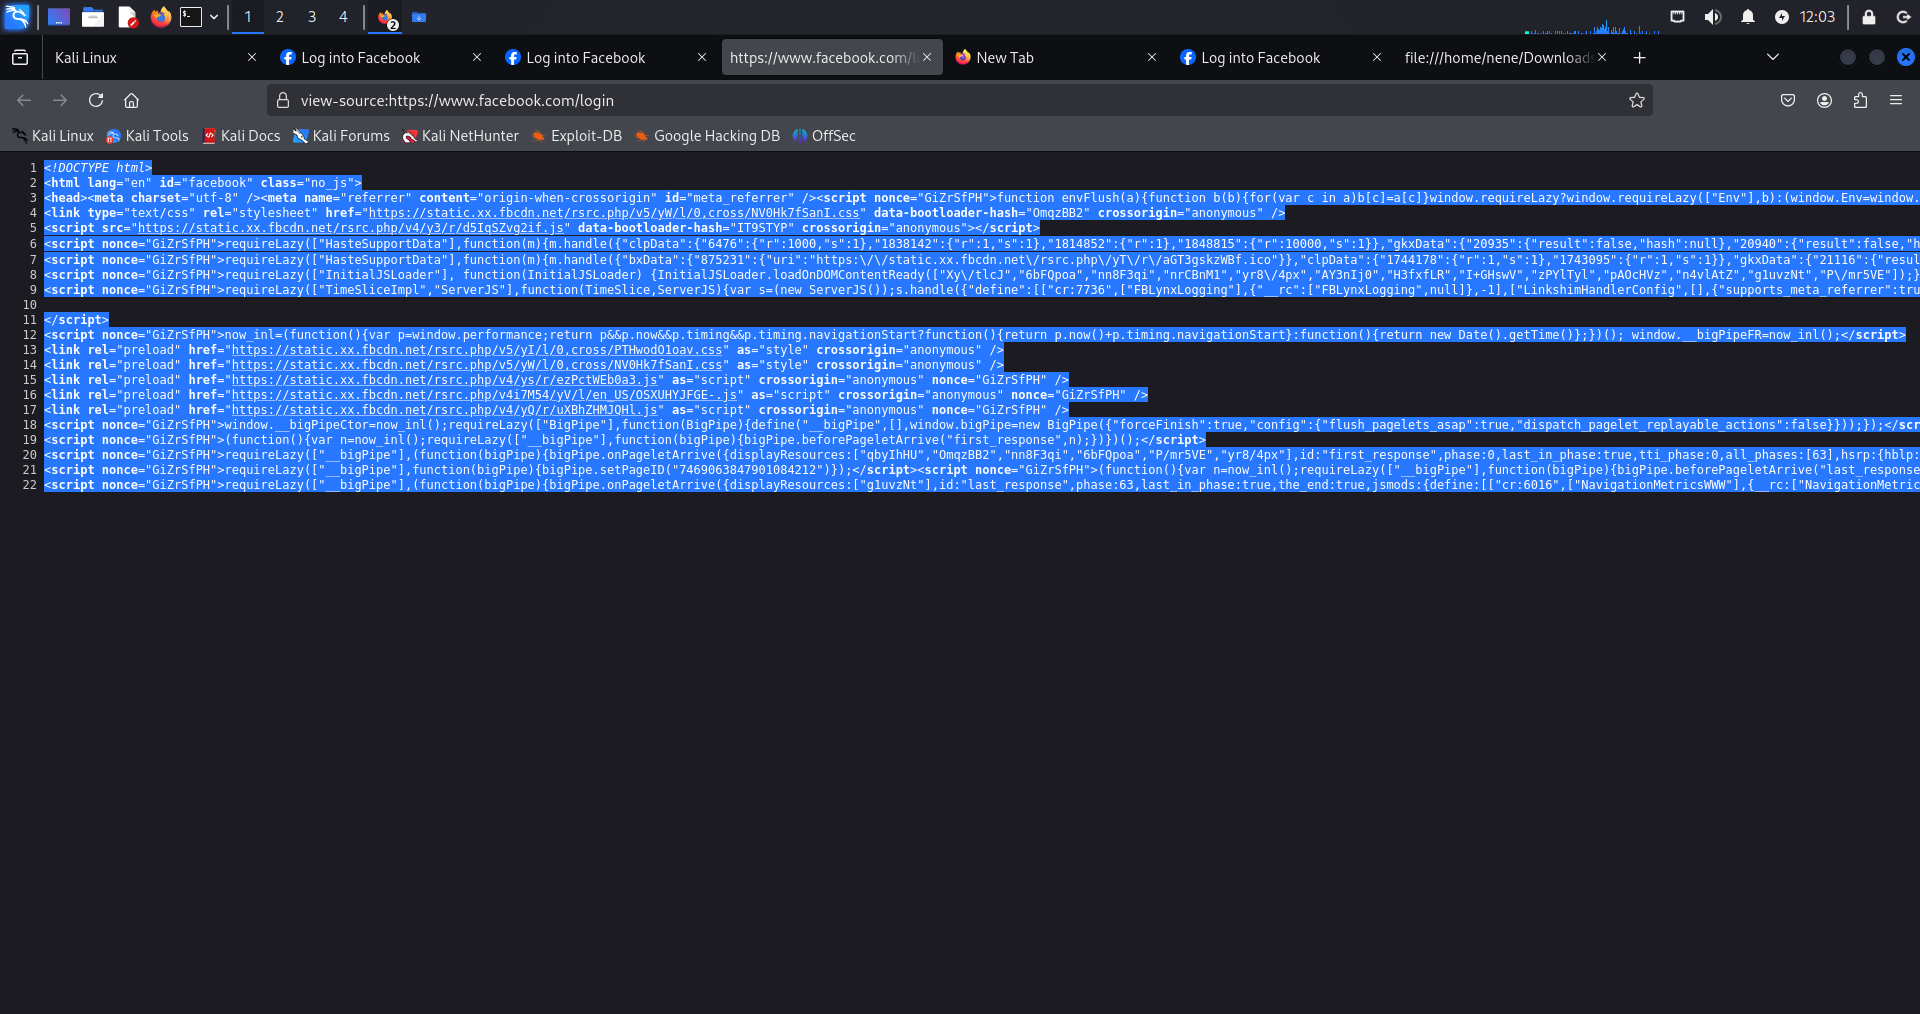 1 2 3 4 2 12:03
Kali Linux Log into Facebook Log into Facebook https://www.facebook.com/l New Tab Log into Facebook file:///home/nene/Downloads
view-source:https://www.facebook.com/login
Kali Linux Kali Tools Kali Docs Kali Forums Kali NetHunter Exploit-DB Google Hacking DB OffSec
1 <!DOCTYPE html>
2 <html lang="en" id="facebook" class="no_js">
3 <head><meta charset="utf-8" /><meta name="referrer" content="origin-when-crossorigin" id="meta_referrer" /><script nonce="GiZrSfPH">function envFlush(a){function b(b){for(var c in a)b[c]=a[c]}window.requireLazy?window.requireLazy(["Env"],b):(window.Env=window.
4 <link type="text/css" rel="stylesheet" href="https://static.xx.fbcdn.net/rsrc.php/v5/yW/l/0,cross/NV0Hk7fSanI.css" data-bootloader-hash="OmqzBB2" crossorigin="anonymous" />
5 <script src="https://static.xx.fbcdn.net/rsrc.php/v4/y3/r/d5IqSZvg2if.js" data-bootloader-hash="IT9STYP" crossorigin="anonymous"></script>
6 <script nonce="GiZrSfPH">requireLazy(["HasteSupportData"],function(m){m.handle({"clpData":{"6476":{"r":1000,"s":1},"1838142":{"r":1,"s":1},"1814852":{"r":1,"s":1},"1848815":{"r":10000,"s":1}},"gkxData":{"20935":{"result":false,"hash":null},"20940":{"result":false,"h
7 <script nonce="GiZrSfPH">requireLazy(["HasteSupportData"],function(m){m.handle({"bxData":{"875231":{"uri":"https:\/\/static.xx.fbcdn.net\/rsrc.php\/yT\/r\/aGT3gskzWBf.ico"}},"clpData":{"1744178":{"r":1,"s":1},"1743095":{"r":1,"s":1}},"gkxData":{"21116":{"resul
8 <script nonce="GiZrSfPH">requireLazy(["InitialJSLoader"], function(InitialJSLoader) {InitialJSLoader.loadOnDOMContentReady(["Xy\/tlcJ","6bFQpoa","nn8F3qi","nrCBnM1","yr8\/4px","AY3nIj0","H3fxfLR","I+GHswV","zPYlTyl","pAOcHVz","n4vlAtZ","g1uvzNt","P\/mr5VE"]);}
9 <script nonce="GiZrSfPH">requireLazy(["TimeSliceImpl","ServerJS"],function(TimeSlice,ServerJS){var s=(new ServerJS());s.handle({"define":[["cr:7736",["FBLynxLogging"],{"__rc":["FBLynxLogging",null]},-1],["LinkshimHandlerConfig",[],{"supports_meta_referrer":tru
10
11 </script>
12 <script nonce="GiZrSfPH">now_inl=(function(){var p=window.performance;return p&&p.now&&p.timing&&p.timing.navigationStart?function(){return p.now()+p.timing.navigationStart}:function(){return new Date().getTime()};})(); window.__bigPipeFR=now_inl();</script>
13 <link rel="preload" href="https://static.xx.fbcdn.net/rsrc.php/v5/yI/l/0,cross/PTHwodO1oav.css" as="style" crossorigin="anonymous" />
14 <link rel="preload" href="https://static.xx.fbcdn.net/rsrc.php/v5/yW/l/0,cross/NV0Hk7fSanI.css" as="style" crossorigin="anonymous" />
15 <link rel="preload" href="https://static.xx.fbcdn.net/rsrc.php/v4/ys/r/ezPctWEb0a3.js" as="script" crossorigin="anonymous" nonce="GiZrSfPH" />
16 <link rel="preload" href="https://static.xx.fbcdn.net/rsrc.php/v4i7M54/yV/l/en_US/OSXUHYJFGE-.js" as="script" crossorigin="anonymous" nonce="GiZrSfPH" />
17 <link rel="preload" href="https://static.xx.fbcdn.net/rsrc.php/v4/yQ/r/uXBhZHMJQHl.js" as="script" crossorigin="anonymous" nonce="GiZrSfPH" />
18 <script nonce="GiZrSfPH">window.__bigPipeCtor=now_inl();requireLazy(["BigPipe"],function(BigPipe){define("__bigPipe",[],window.bigPipe=new BigPipe({"forceFinish":true,"config":{"flush_pagelets_asap":true,"dispatch_pagelet_replayable_actions":false}}));});</scr
19 <script nonce="GiZrSfPH">(function(){var n=now_inl();requireLazy(["__bigPipe"],function(bigPipe){bigPipe.beforePageletArrive("first_response",n);})})();</script>
20 <script nonce="GiZrSfPH">requireLazy(["__bigPipe"],(function(bigPipe){bigPipe.onPageletArrive({displayResources:["qbyIhHU","OmqzBB2","nn8F3qi","6bFQpoa","P/mr5VE","yr8/4px"],id:"first_response",phase:0,last_in_phase:true,tti_phase:0,all_phases:[63],hsrp:{hblp:
21 <script nonce="GiZrSfPH">requireLazy(["__bigPipe"],function(bigPipe){bigPipe.setPageID("7469063847901084212")});</script><script nonce="GiZrSfPH">(function(){var n=now_inl();requireLazy(["__bigPipe"],function(bigPipe){bigPipe.beforePageletArrive("last_response
22 <script nonce="GiZrSfPH">requireLazy(["__bigPipe"],(function(bigPipe){bigPipe.onPageletArrive({displayResources:["g1uvzNt"],id:"last_response",phase:63,last_in_phase:true,the_end:true,jsmods:{define:[["cr:6016",["NavigationMetricsWWW"],{__rc:["NavigationMetric